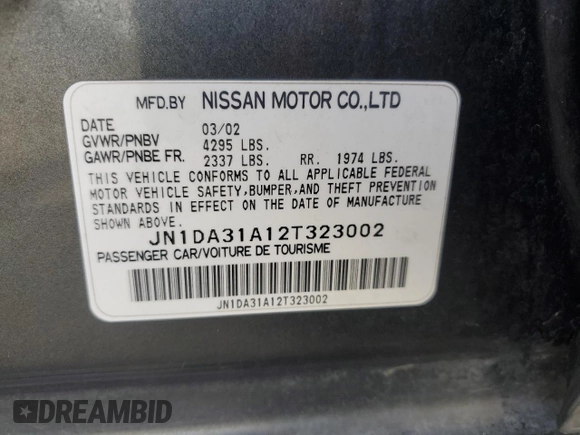 MFD.BY NISSAN MOTOR CO.,LTD
DATE 03/02
GVWR/PNBV 4295 LBS.
GAWR/PNBE FR. 2337 LBS. RR. 1974 LBS.
THIS VEHICLE CONFORMS TO ALL APPLICABLE FEDERAL
MOTOR VEHICLE SAFETY,BUMPER,AND THEFT PREVENTION
STANDARDS IN EFFECT ON THE DATE OF MANUFACTURE
SHOWN ABOVE.
JN1DA31A12T323002
PASSENGER CAR/VOITURE DE TOURISME
JN1DA31A12T323002
DREAMBID